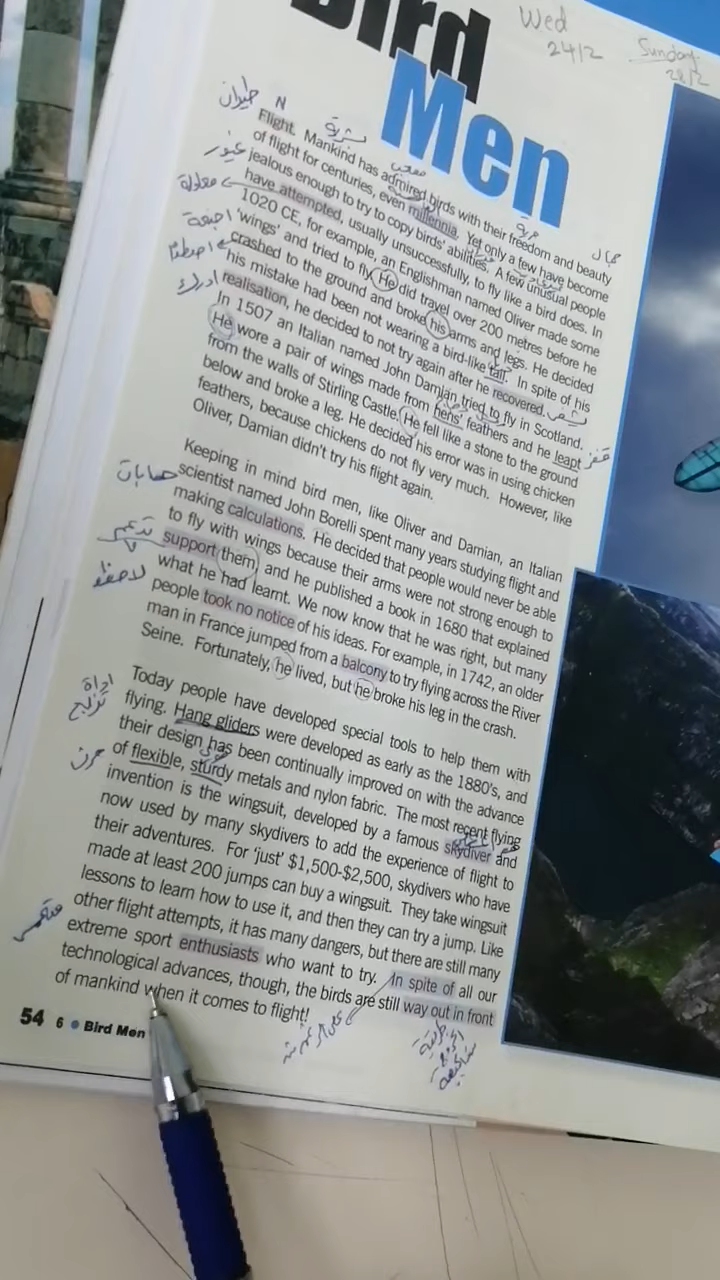 Bird
Men
Wed
24/2
Sunday
28/2
Flight. Mankind has admired birds with their freedom and beauty
of flight for centuries, even millennia. Yet only a few have become
jealous enough to try to copy birds' abilities. A few unusual people
have attempted, usually unsuccessfully, to fly like a bird does. In
1020 CE, for example, an Englishman named Oliver made some
'wings' and tried to fly. He did travel over 200 metres before he
crashed to the ground and broke his arms and legs. He decided
his mistake had been not wearing a bird-like tail. In spite of his
realisation, he decided to not try again after he recovered.
In 1507 an Italian named John Damian tried to fly in Scotland.
He wore a pair of wings made from hens' feathers and he leapt
from the walls of Stirling Castle. He fell like a stone to the ground
below and broke a leg. He decided his error was in using chicken
feathers, because chickens do not fly very much. However, like
Oliver, Damian didn't try his flight again.
Keeping in mind bird men, like Oliver and Damian, an Italian
scientist named John Borelli spent many years studying flight and
making calculations. He decided that people would never be able
to fly with wings because their arms were not strong enough to
support them, and he published a book in 1680 that explained
what he had learnt. We now know that he was right, but many
people took no notice of his ideas. For example, in 1742, an older
man in France jumped from a balcony to try flying across the River
Seine. Fortunately, he lived, but he broke his leg in the crash.
Today people have developed special tools to help them with
flying. Hang gliders were developed as early as the 1880's, and
their design has been continually improved on with the advance
of flexible, sturdy metals and nylon fabric. The most recent flying
invention is the wingsuit, developed by a famous skydiver and
now used by many skydivers to add the experience of flight to
their adventures. For 'just' $1,500-$2,500, skydivers who have
made at least 200 jumps can buy a wingsuit. They take wingsuit
lessons to learn how to use it, and then they can try a jump. Like
other flight attempts, it has many dangers, but there are still many
extreme sport enthusiasts who want to try. In spite of all our
technological advances, though, the birds are still way out in front
of mankind when it comes to flight!
54 6 • Bird Men
N
طيران
بشرية
غيور
محاولة
اجنحة
ادرك
جمال
قفز
تدعم
لاحظ
اداة
مرن